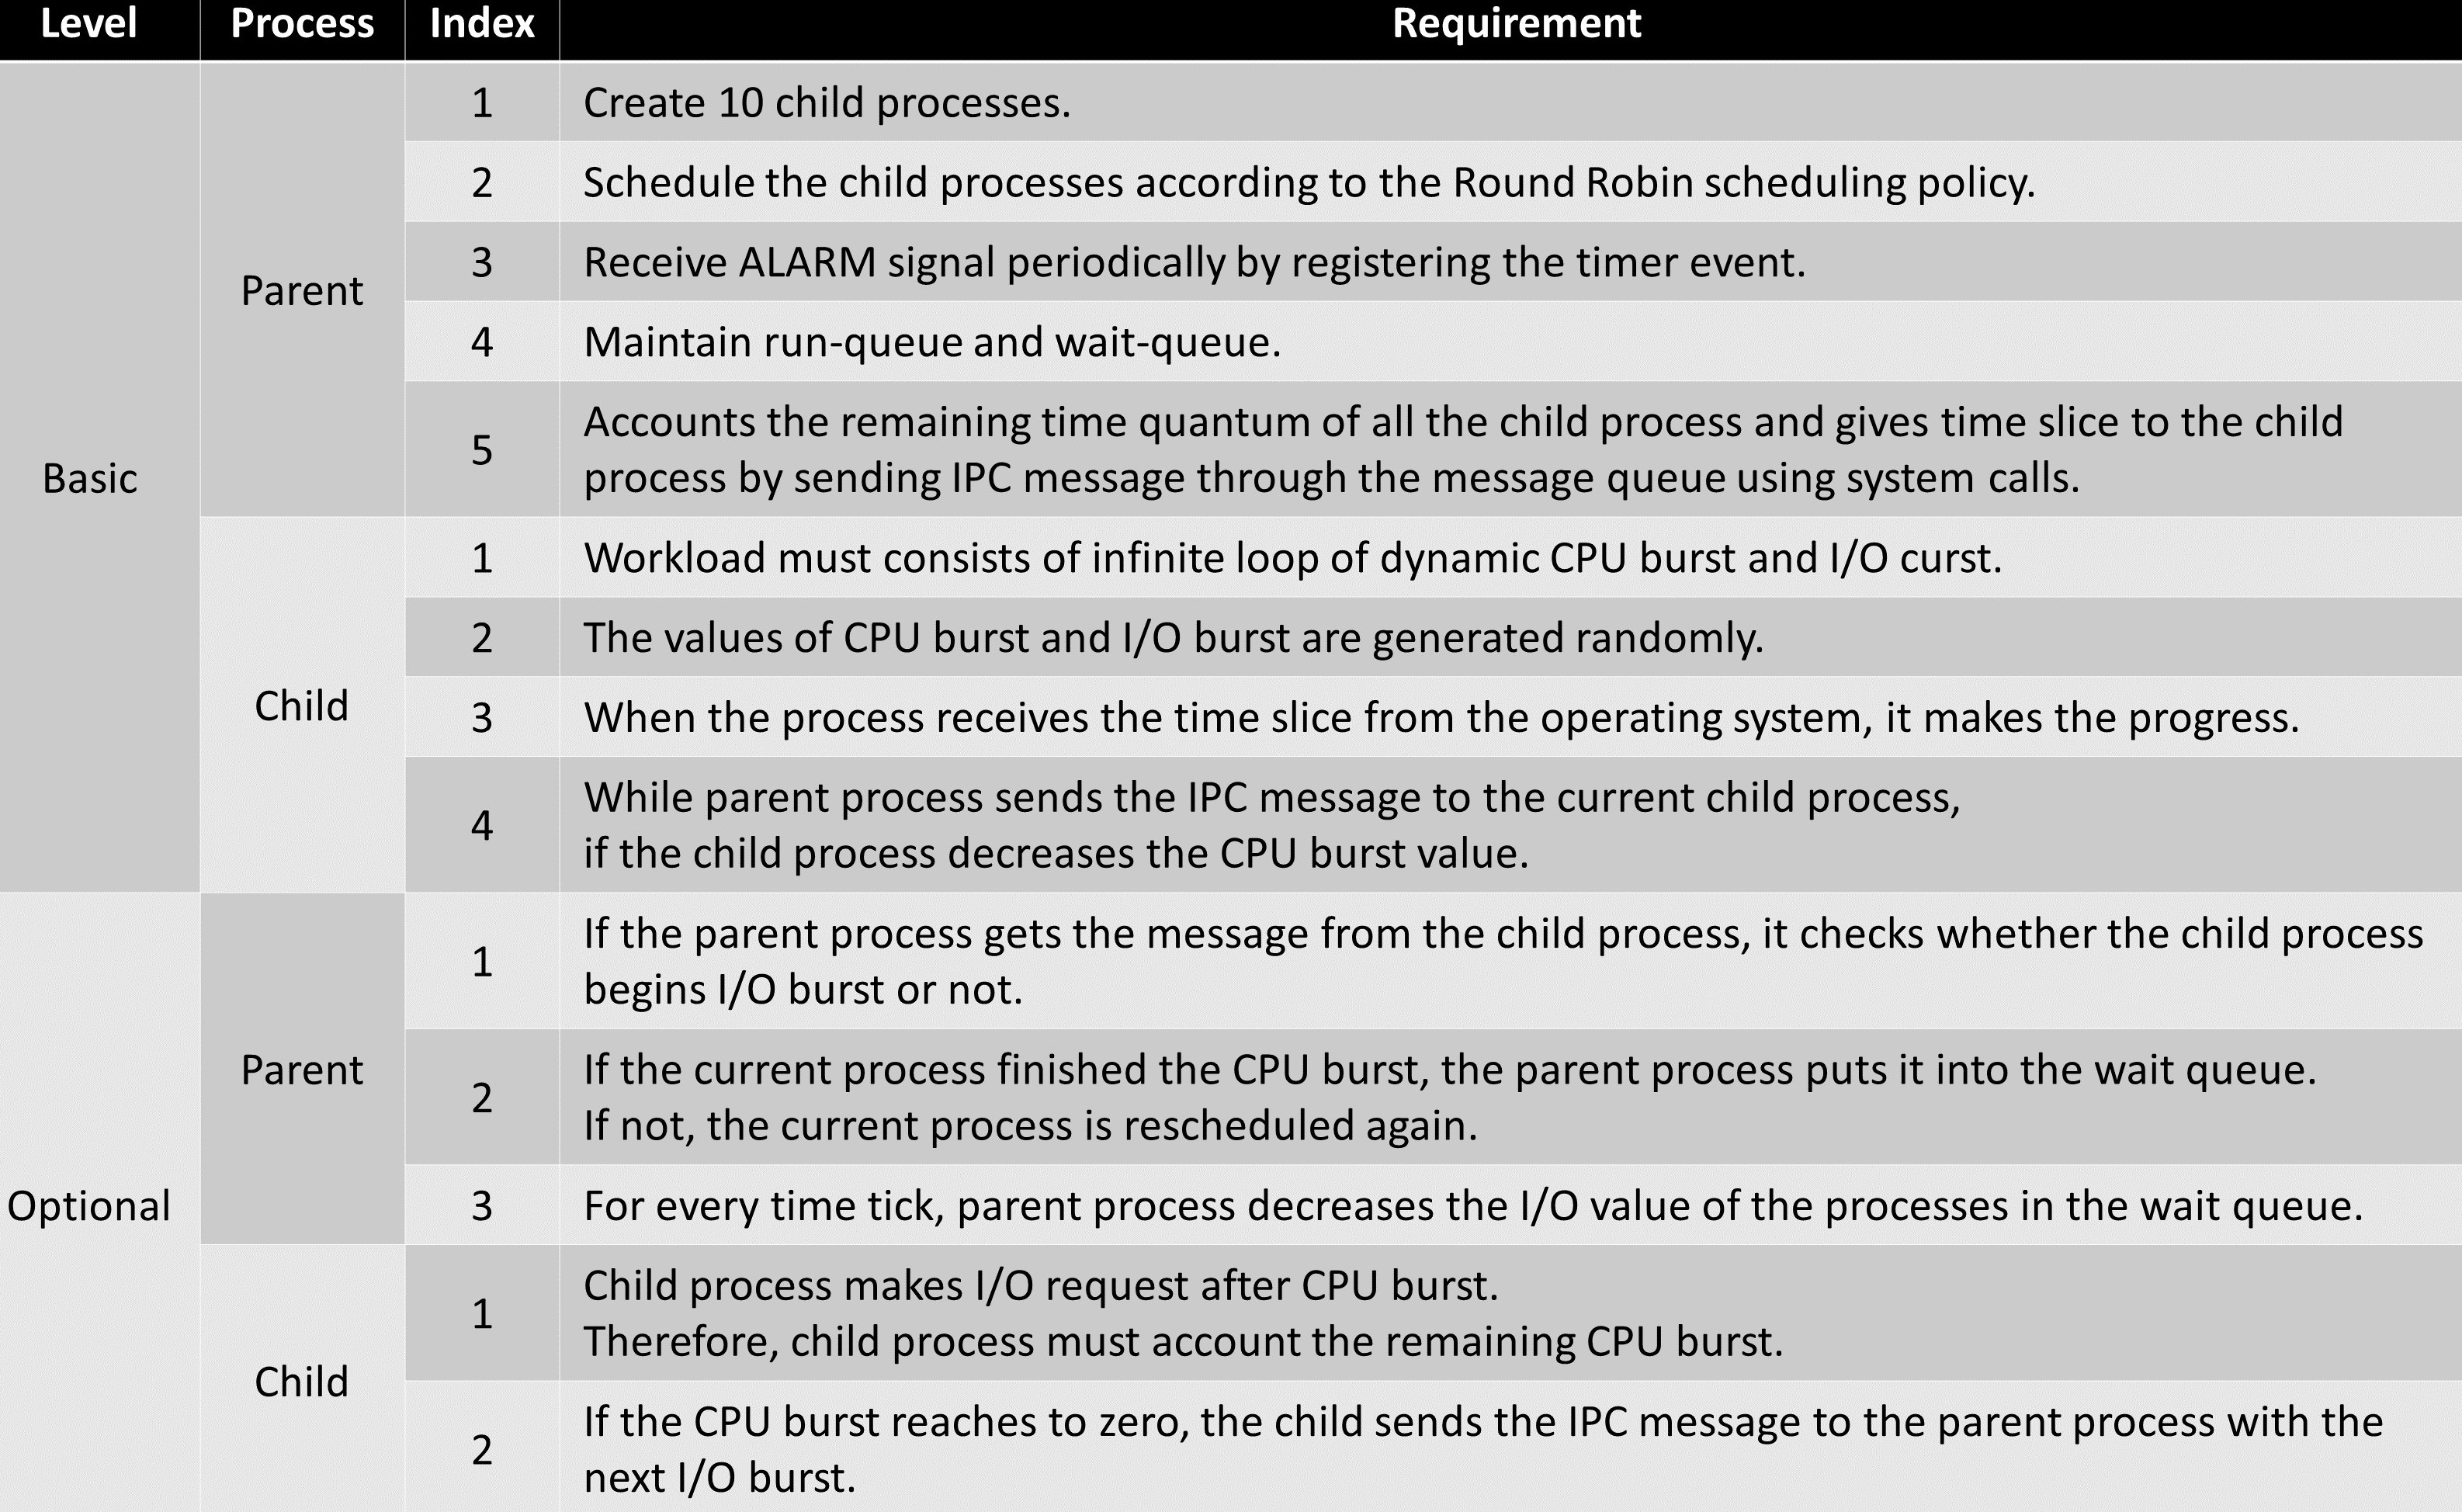 Level Process Index Requirement
Basic
Parent
1 Create 10 child processes.
2 Schedule the child processes according to the Round Robin scheduling policy.
3 Receive ALARM signal periodically by registering the timer event.
4 Maintain run-queue and wait-queue.
5 Accounts the remaining time quantum of all the child process and gives time slice to the child
process by sending IPC message through the message queue using system calls.
Child
1 Workload must consists of infinite loop of dynamic CPU burst and I/O curst.
2 The values of CPU burst and I/O burst are generated randomly.
3 When the process receives the time slice from the operating system, it makes the progress.
4 While parent process sends the IPC message to the current child process,
if the child process decreases the CPU burst value.
Optional
Parent
1 If the parent process gets the message from the child process, it checks whether the child process
begins I/O burst or not.
2 If the current process finished the CPU burst, the parent process puts it into the wait queue.
If not, the current process is rescheduled again.
3 For every time tick, parent process decreases the I/O value of the processes in the wait queue.
Child
1 Child process makes I/O request after CPU burst.
Therefore, child process must account the remaining CPU burst.
2 If the CPU burst reaches to zero, the child sends the IPC message to the parent process with the
next I/O burst.